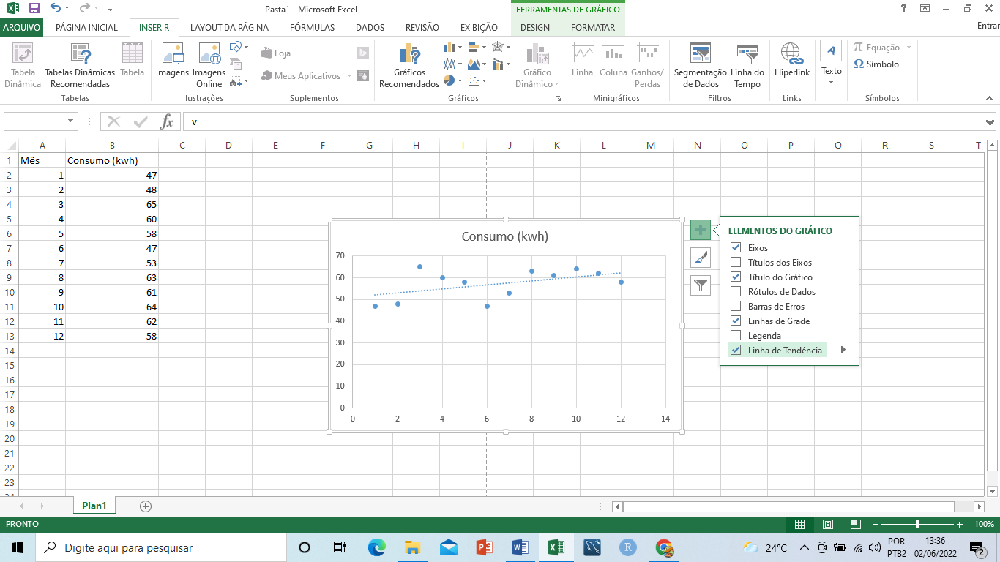 Pasta1 - Microsoft Excel
FERRAMENTAS DE GRÁFICO
?
ARQUIVO PÁGINA INICIAL INSERIR LAYOUT DA PÁGINA FÓRMULAS DADOS REVISÃO EXIBIÇÃO DESIGN FORMATAR Entrar
Tabela Dinâmica
Tabelas Dinâmicas Recomendadas
Tabela
Tabelas
Imagens
Imagens Online
Ilustrações
Loja
Meus Aplicativos
Suplementos
Gráficos Recomendados
Gráficos
Gráfico Dinâmico
Linha
Coluna
Ganhos/ Perdas
Minigráficos
Segmentação de Dados
Linha do Tempo
Filtros
Hiperlink
Links
A
Texto
π Equação
Ω Símbolo
Símbolos
fx v
A B C D E F G H I J K L M N O P Q R S T
1 Mês Consumo (kwh)
2 1 47
3 2 48
4 3 65
5 4 60
6 5 58
7 6 47
8 7 53
9 8 63
10 9 61
11 10 64
12 11 62
13 12 58
14
15
16
17
18
19
20
21
22
23
24
Consumo (kwh)
70
60
50
40
30
20
10
0
0 2 4 6 8 10 12 14
ELEMENTOS DO GRÁFICO
Eixos
Títulos dos Eixos
Título do Gráfico
Rótulos de Dados
Barras de Erros
Linhas de Grade
Legenda
Linha de Tendência
Plan1
PRONTO
100%
Digite aqui para pesquisar
24°C
POR
PTB2
13:36
02/06/2022
2